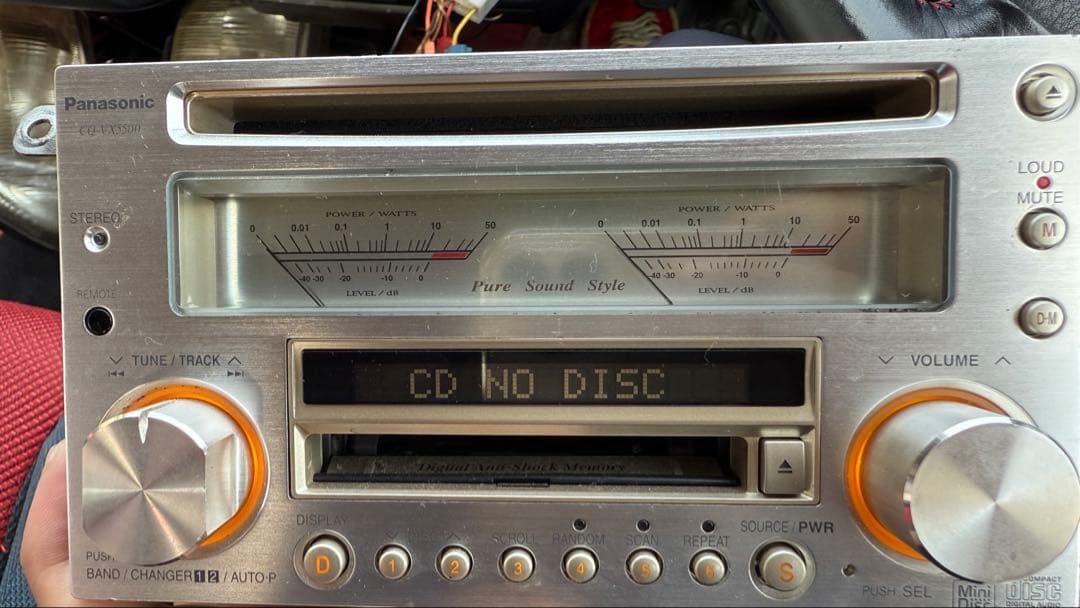 Panasonic
CQ-VX5500
LOUD
MUTE
M
D·M
STEREO
REMOTE
POWER / WATTS
0 0.01 0.1 1 10 50
-40 -30 -20 -10 0
LEVEL / dB
POWER / WATTS
0 0.01 0.1 1 10 50
-40 -30 -20 -10 0
LEVEL / dB
Pure Sound Style
TUNE / TRACK
VOLUME
CD NO DISC
Digital Anti-Shock Memory
DISPLAY
SCROLL
RANDOM
SCAN
REPEAT
SOURCE / PWR
D
1
2
3
4
6
S
PUSH
BAND / CHANGER 1 2 / AUTO·P
PUSH SEL
Mini Disc
COMPACT DISC
DIGITAL AUDIO